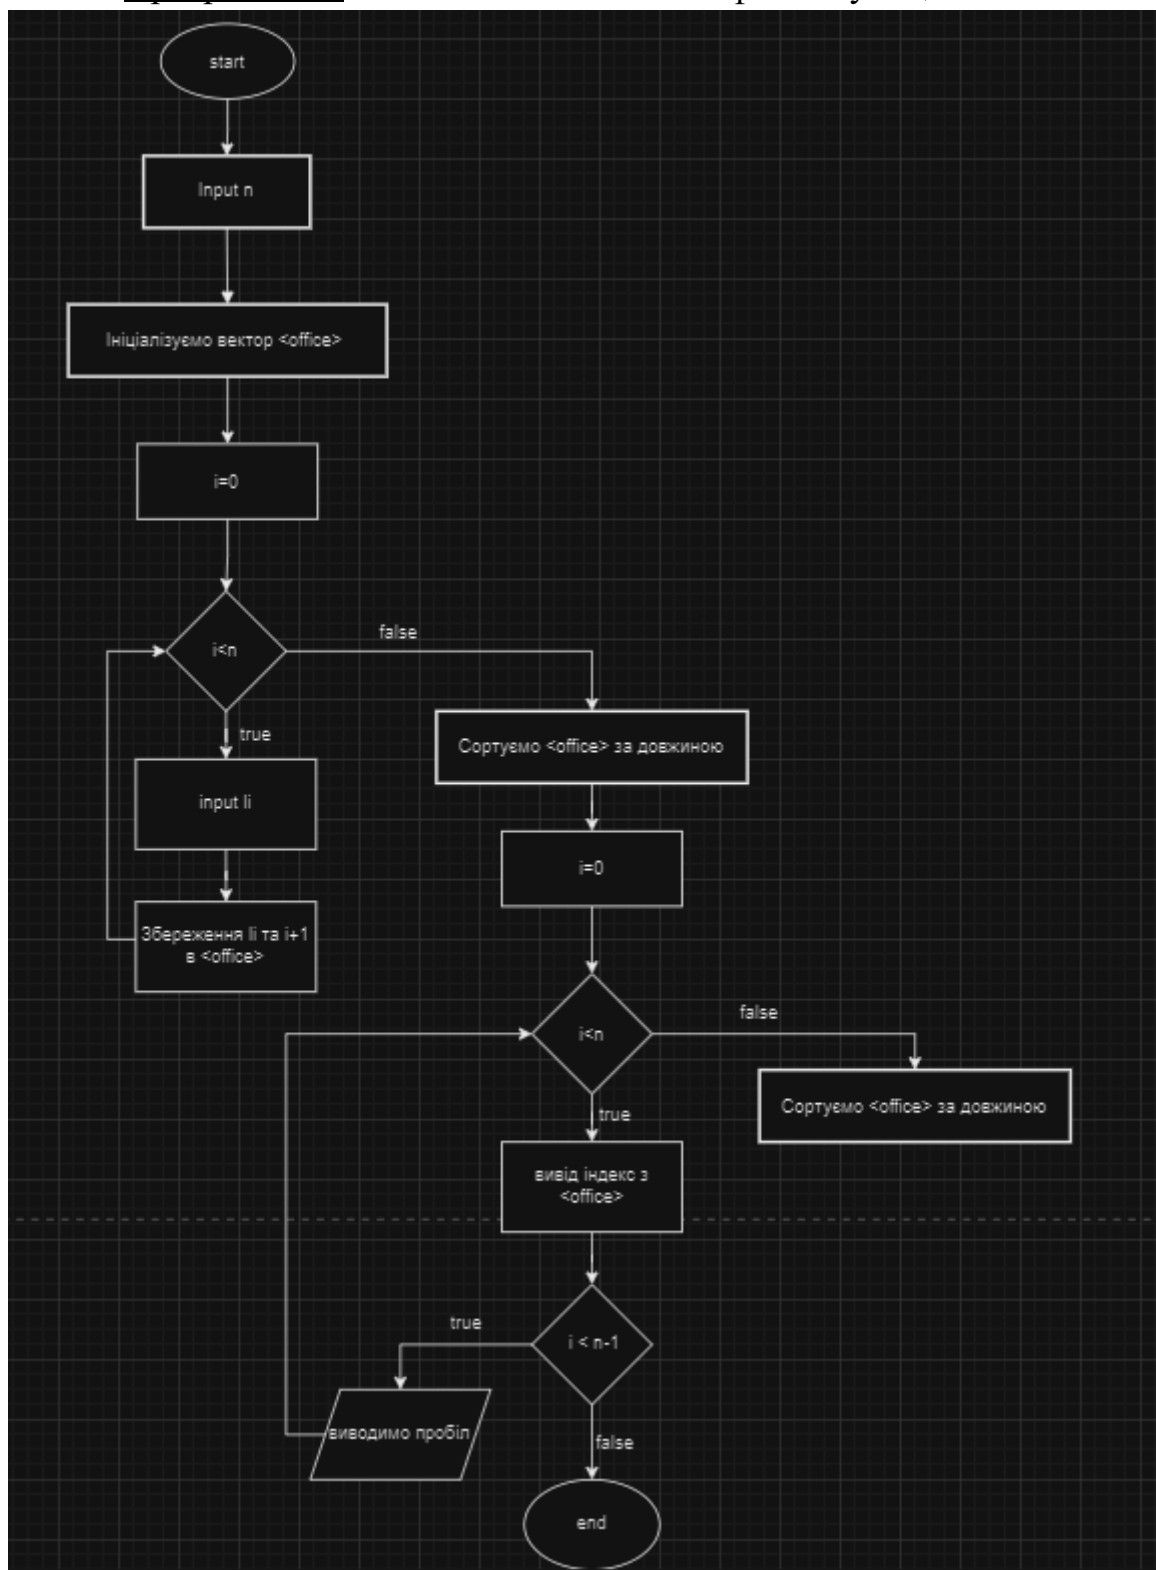 start
Input n
Ініціалізуємо вектор <office>
i=0
i<n
false
true
input li
Збереження li та i+1
в <office>
Сортуємо <office> за довжиною
i=0
i<n
false
true
Сортуємо <office> за довжиною
вивід індекс з
<office>
i < n-1
true
виводимо пробіл
false
end